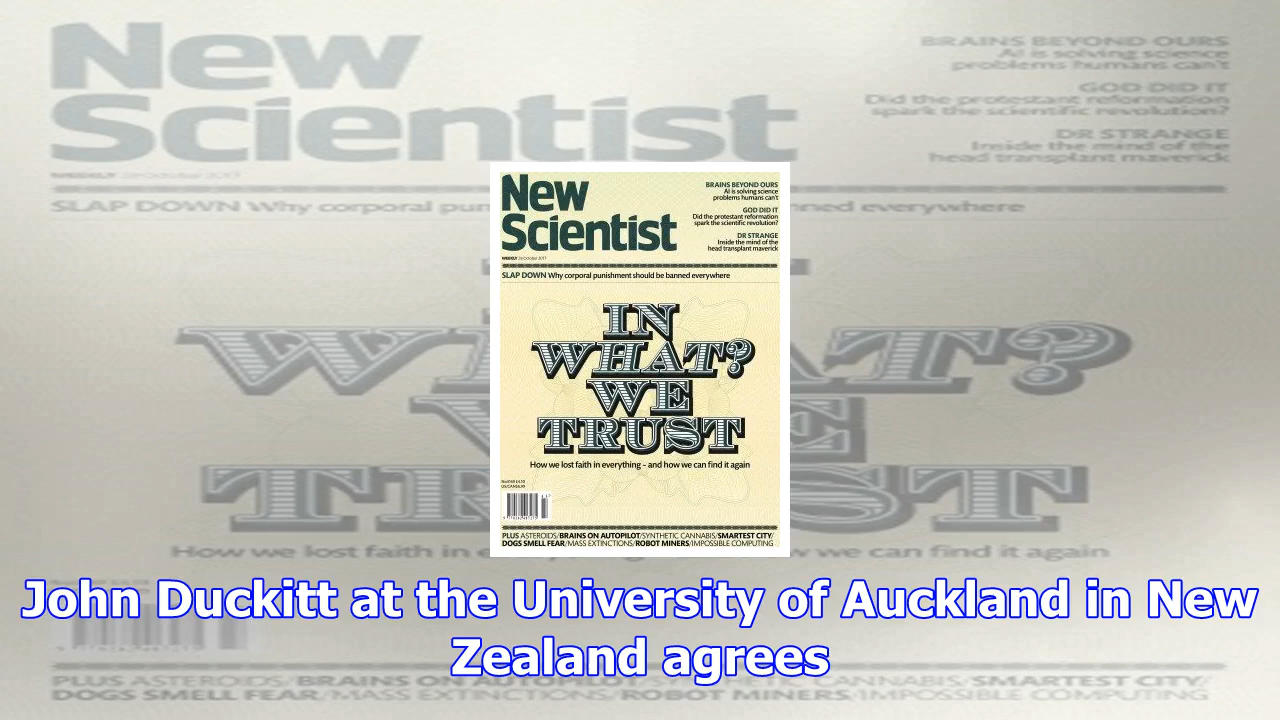 New
Scientist
WEEKLY 28 October 2017
BRAINS BEYOND OURS
AI is solving science
problems humans can't
GOD DID IT
Did the protestant reformation
spark the scientific revolution?
DR STRANGE
Inside the mind of the
head transplant maverick
SLAP DOWN Why corporal punishment should be banned everywhere
IN
WHAT?
WE
TRUST
How we lost faith in everything – and how we can find it again
PLUS ASTEROIDS/BRAINS ON AUTOPILOT/SYNTHETIC CANNABIS/SMARTEST CITY/
DOGS SMELL FEAR/MASS EXTINCTIONS/ROBOT MINERS/IMPOSSIBLE COMPUTING
John Duckitt at the University of Auckland in New
Zealand agrees